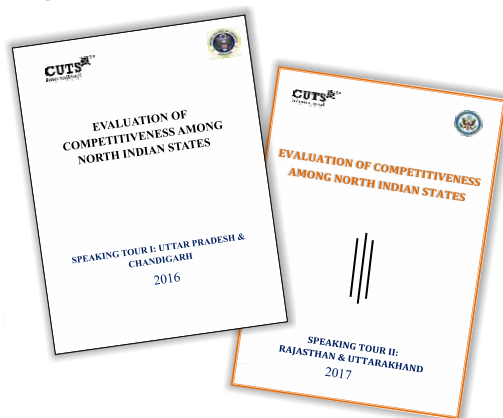 CUTS
EVALUATION OF
COMPETITIVENESS AMONG
NORTH INDIAN STATES
SPEAKING TOUR I: UTTAR PRADESH &
CHANDIGARH
2016
CUTS
EVALUATION OF COMPETITIVENESS
AMONG NORTH INDIAN STATES
SPEAKING TOUR II:
RAJASTHAN & UTTARAKHAND
2017